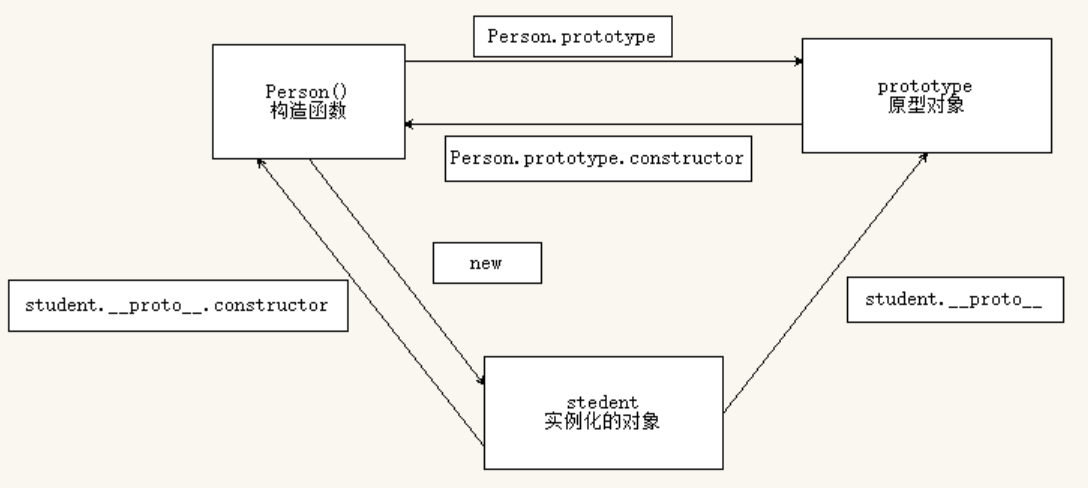 Person.prototype
Person()
构造函数
prototype
原型对象
Person.prototype.constructor
new
student.__proto__.constructor
student.__proto__
stedent
实例化的对象